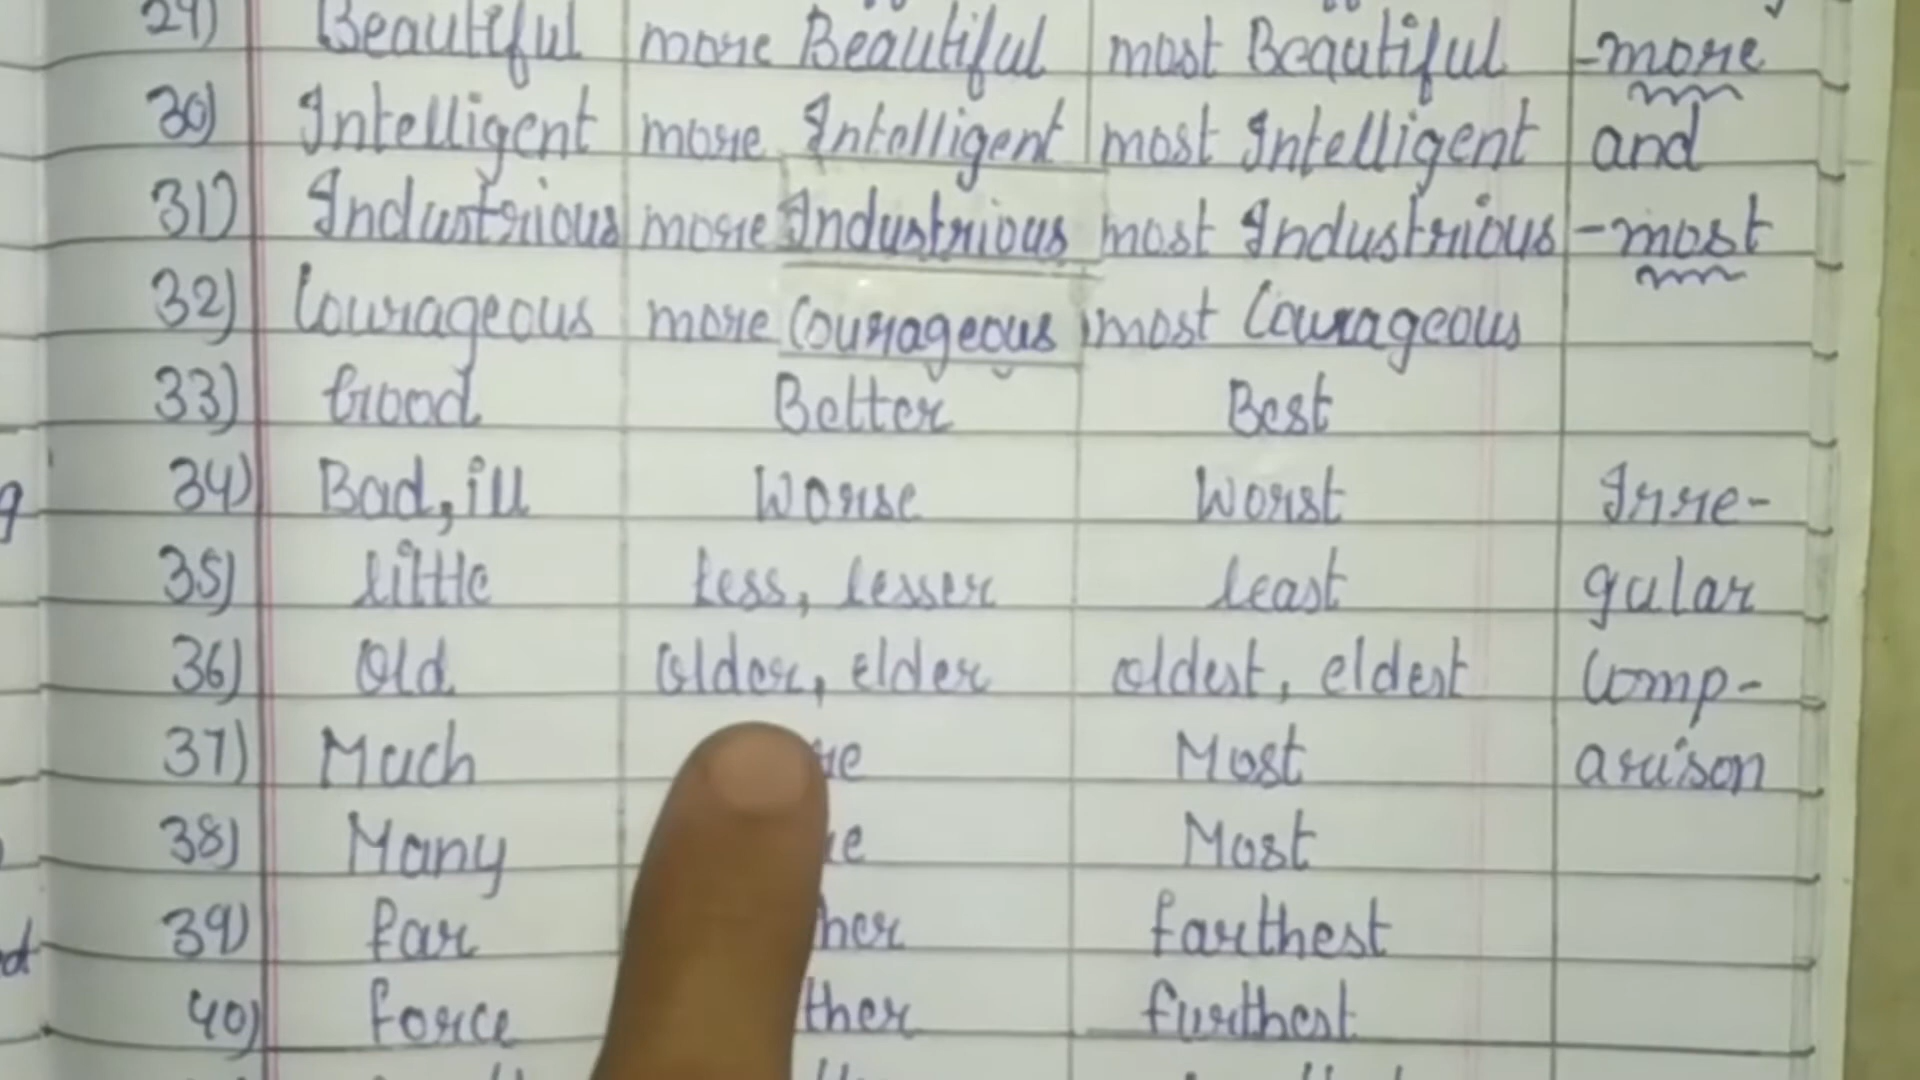 29) Beautiful more Beautiful most Beautiful -more
30) Intelligent more Intelligent most Intelligent and
31) Industrious more Industrious most Industrious -most
32) Courageous more Courageous most Courageous
33) Good Better Best
34) Bad, ill Worse Worst Irre-
35) little less, lesser least gular
36) Old Older, elder oldest, eldest Comp-
37) Much Most arison
38) Many Most
39) far farthest
40) force furthest